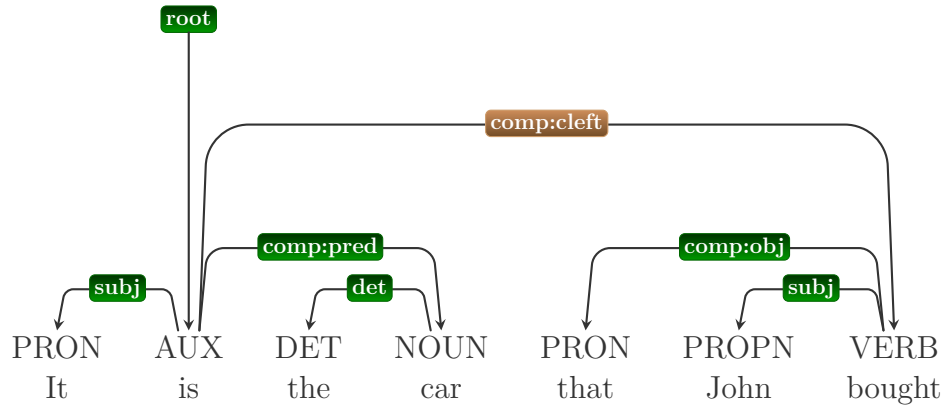 root
comp:cleft
comp:pred comp:obj
subj det subj
PRON AUX DET NOUN PRON PROPN VERB
It is the car that John bought